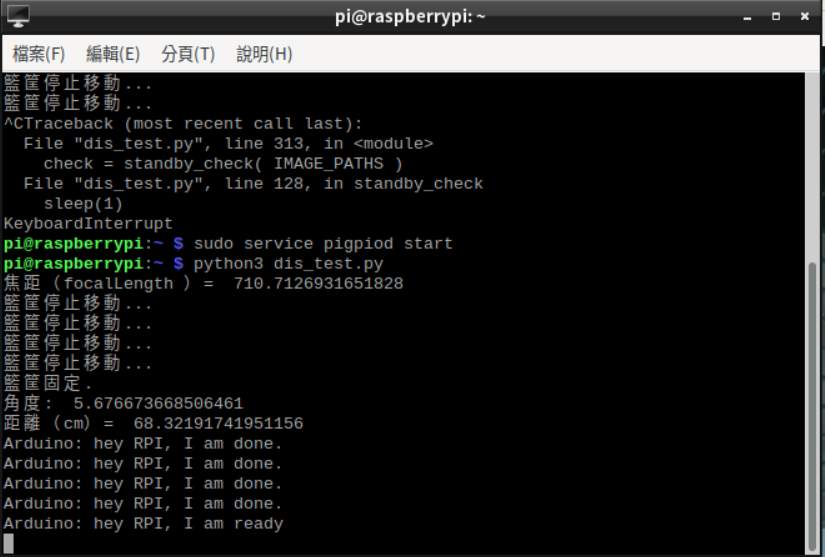 pi@raspberrypi: ~
檔案(F) 編輯(E) 分頁(T) 說明(H)
籃筐停止移動...
籃筐停止移動...
^CTraceback (most recent call last):
  File "dis_test.py", line 313, in <module>
    check = standby_check( IMAGE_PATHS )
  File "dis_test.py", line 128, in standby_check
    sleep(1)
KeyboardInterrupt
pi@raspberrypi:~ $ sudo service pigpiod start
pi@raspberrypi:~ $ python3 dis_test.py
焦距（focalLength ）=  710.7126931651828
籃筐停止移動...
籃筐停止移動...
籃筐停止移動...
籃筐停止移動...
籃筐固定.
角度:  5.676673668506461
距離（cm）=  68.32191741951156
Arduino: hey RPI, I am done.
Arduino: hey RPI, I am done.
Arduino: hey RPI, I am done.
Arduino: hey RPI, I am done.
Arduino: hey RPI, I am ready